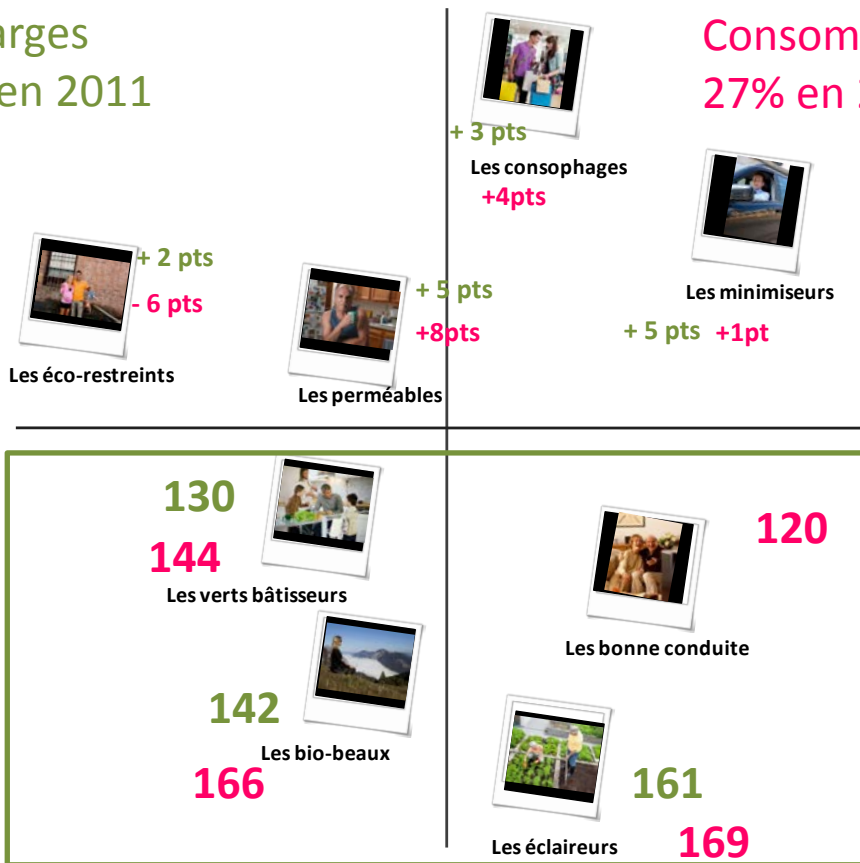 arges
en 2011
Consom
27% en
+ 3 pts
Les consophages
+4pts
+ 2 pts
- 6 pts
Les éco-restreints
+ 5 pts
+8pts
Les perméables
Les minimiseurs
+ 5 pts +1pt
130
144
Les verts bâtisseurs
120
Les bonne conduite
142
Les bio-beaux
166
161
Les éclaireurs
169